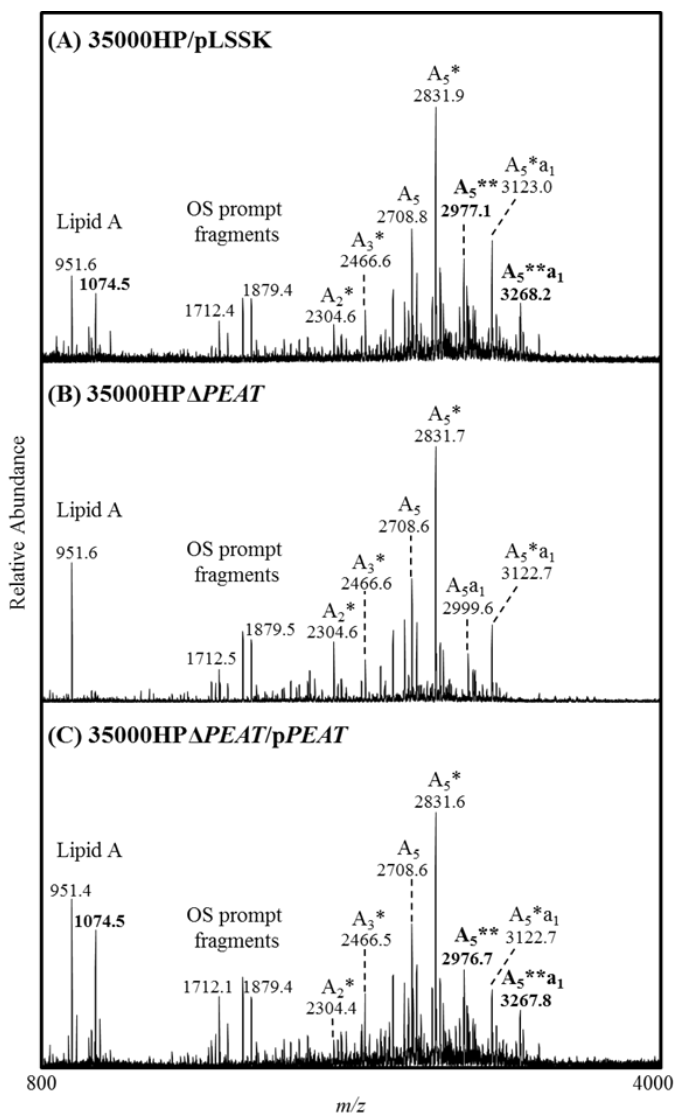 Relative Abundance
(A) 35000HP/pLSSK
Lipid A
951.6
1074.5
OS prompt
fragments
1712.4
1879.4
A₂*
2304.6
A₃*
2466.6
A₅
2708.8
A₅*
2831.9
A₅**
2977.1
A₅*a₁
3123.0
A₅**a₁
3268.2
(B) 35000HPΔPEAT
Lipid A
951.6
OS prompt
fragments
1712.5
1879.5
A₂*
2304.6
A₃*
2466.6
A₅
2708.6
A₅*
2831.7
A₅a₁
2999.6
A₅*a₁
3122.7
(C) 35000HPΔPEAT/pPEAT
Lipid A
951.4
1074.5
OS prompt
fragments
1712.1
1879.4
A₂*
2304.4
A₃*
2466.5
A₅
2708.6
A₅*
2831.6
A₅**
2976.7
A₅*a₁
3122.7
A₅**a₁
3267.8
800
4000
m/z